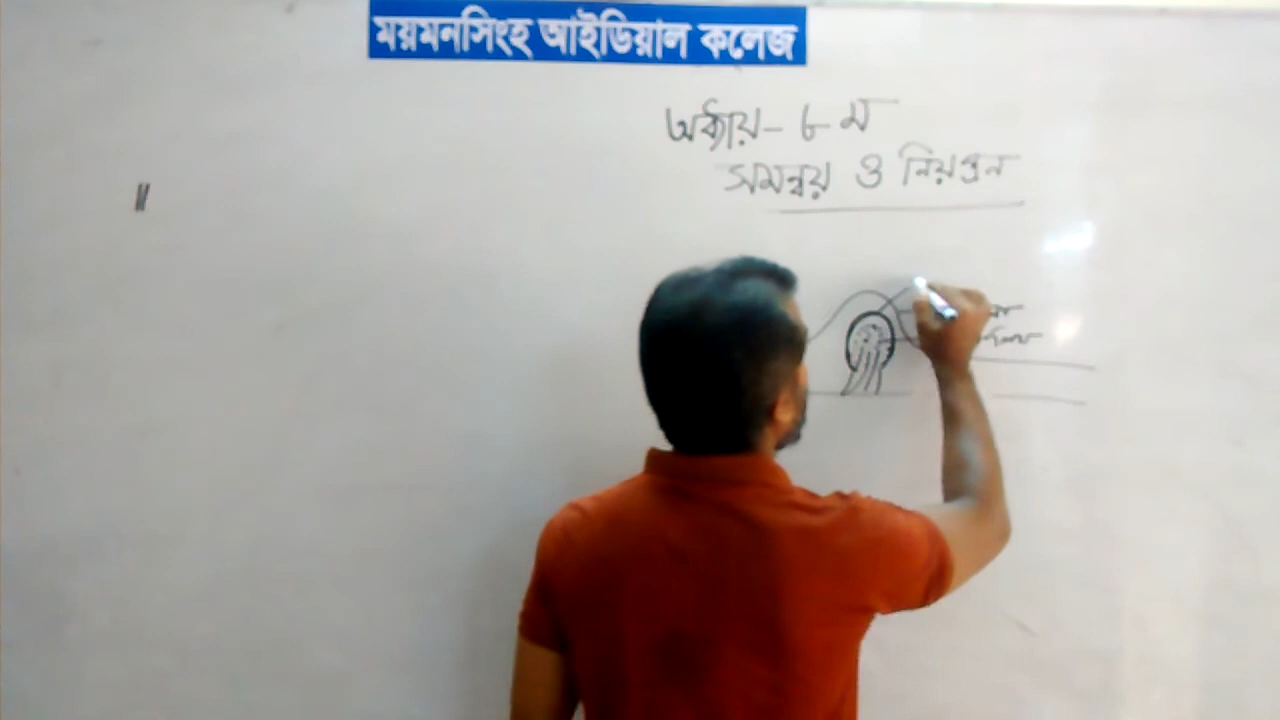 ময়মনসিংহ আইডিয়াল কলেজ
অধ্যায় - ৮ম
সমন্বয় ও নিয়ন্ত্রন